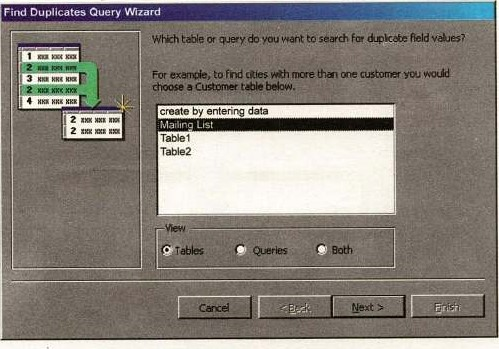 Find Duplicates Query Wizard
Which table or query do you want to search for duplicate field values?
For example, to find cities with more than one customer you would
choose a Customer table below.
1 xxx xxx xxx
2 xxx xxx xxx
3 xxx xxx xxx
2 xxx xxx xxx
4 xxx xxx xxx
2 xxx xxx xxx
2 xxx xxx xxx
create by entering data
Mailing List
Table1
Table2
View
Tables
Queries
Both
Cancel
< Back
Next >
Finish